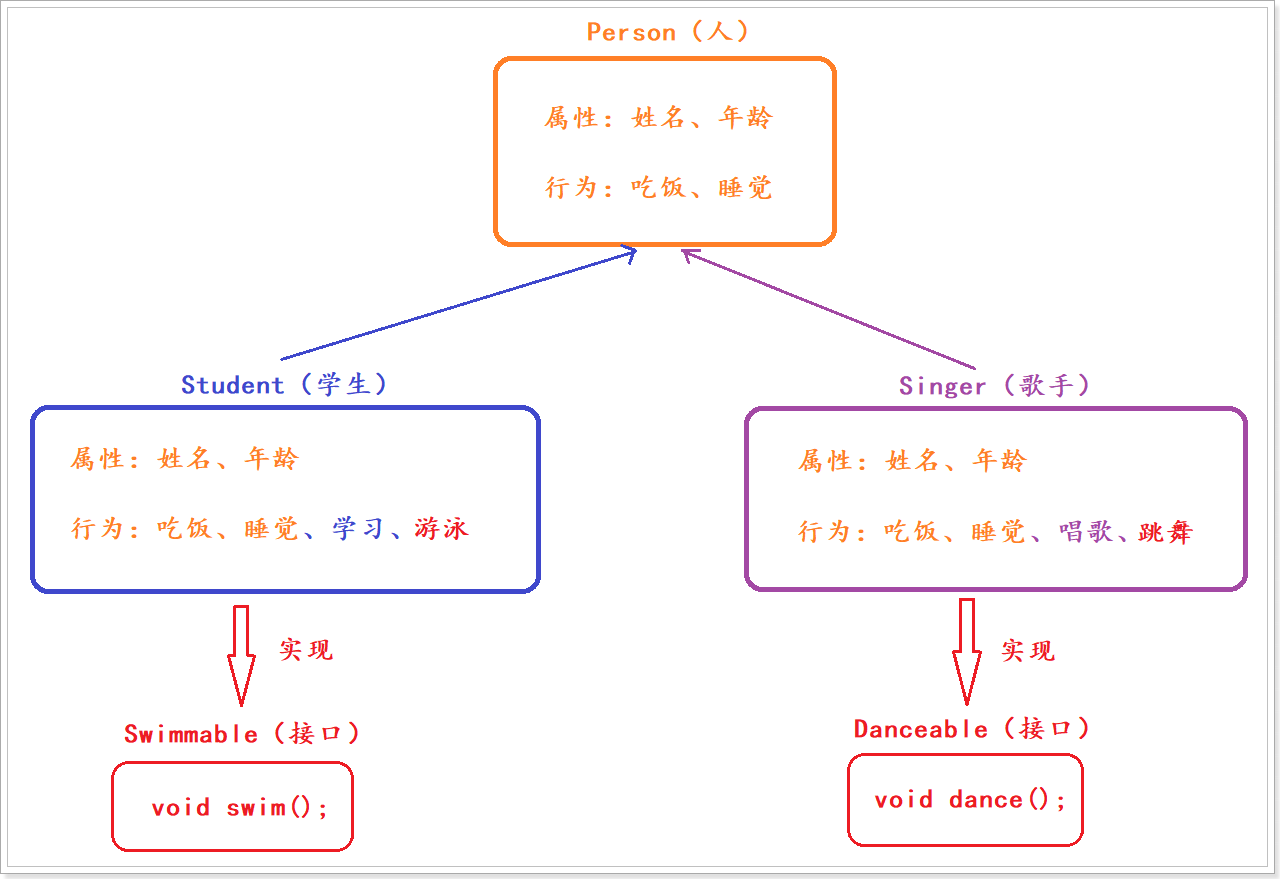 Person（人）
属性：姓名、年龄
行为：吃饭、睡觉
Student（学生）
属性：姓名、年龄
行为：吃饭、睡觉、学习、游泳
实现
Swimmable（接口）
void swim();
Singer（歌手）
属性：姓名、年龄
行为：吃饭、睡觉、唱歌、跳舞
实现
Danceable（接口）
void dance();